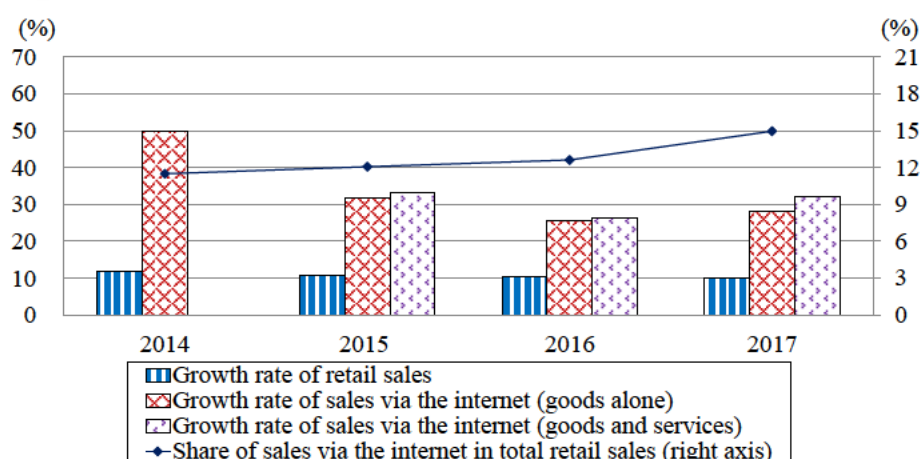 (%) (%)
70 21
60 18
50 15
40 12
30 9
20 6
10 3
0 0
2014 2015 2016 2017
Growth rate of retail sales
Growth rate of sales via the internet (goods alone)
Growth rate of sales via the internet (goods and services)
Share of sales via the internet in total retail sales (right axis)